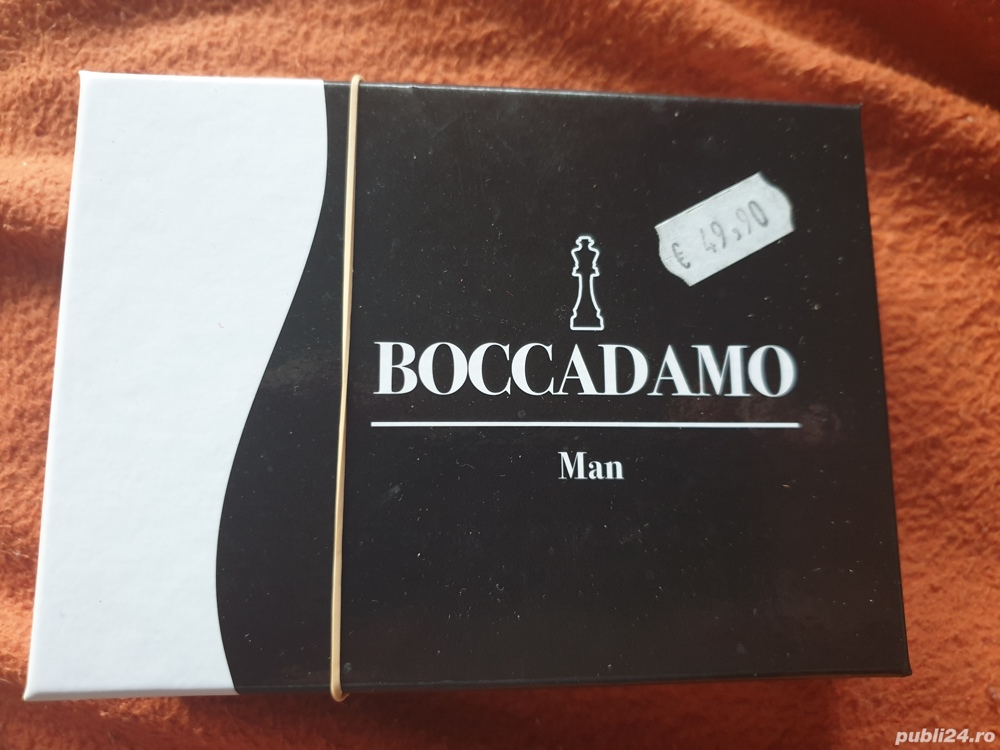 € 49,90
BOCCADAMO
Man
publi24.ro